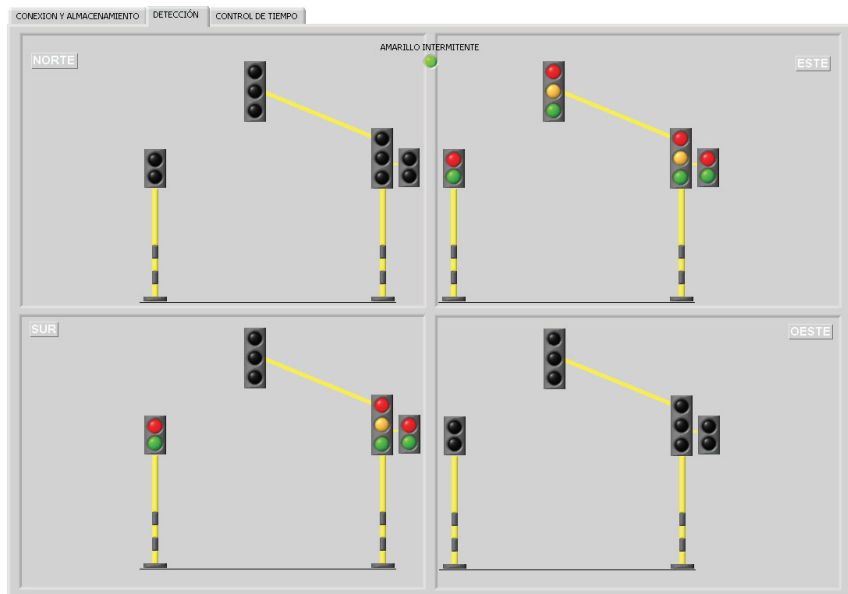 CONEXION Y ALMACENAMIENTO
DETECCIÓN
CONTROL DE TIEMPO
AMARILLO INTERMITENTE
NORTE
ESTE
SUR
OESTE